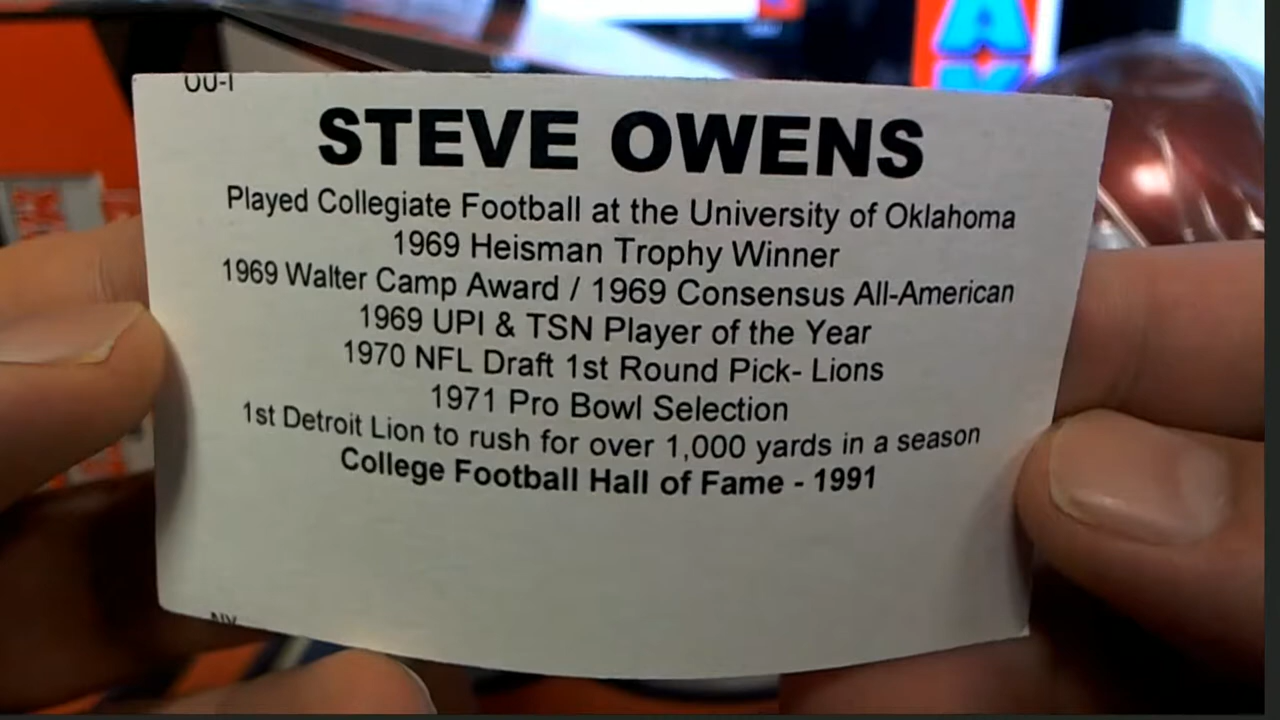 OU-1
STEVE OWENS
Played Collegiate Football at the University of Oklahoma
1969 Heisman Trophy Winner
1969 Walter Camp Award / 1969 Consensus All-American
1969 UPI & TSN Player of the Year
1970 NFL Draft 1st Round Pick- Lions
1971 Pro Bowl Selection
1st Detroit Lion to rush for over 1,000 yards in a season
College Football Hall of Fame - 1991